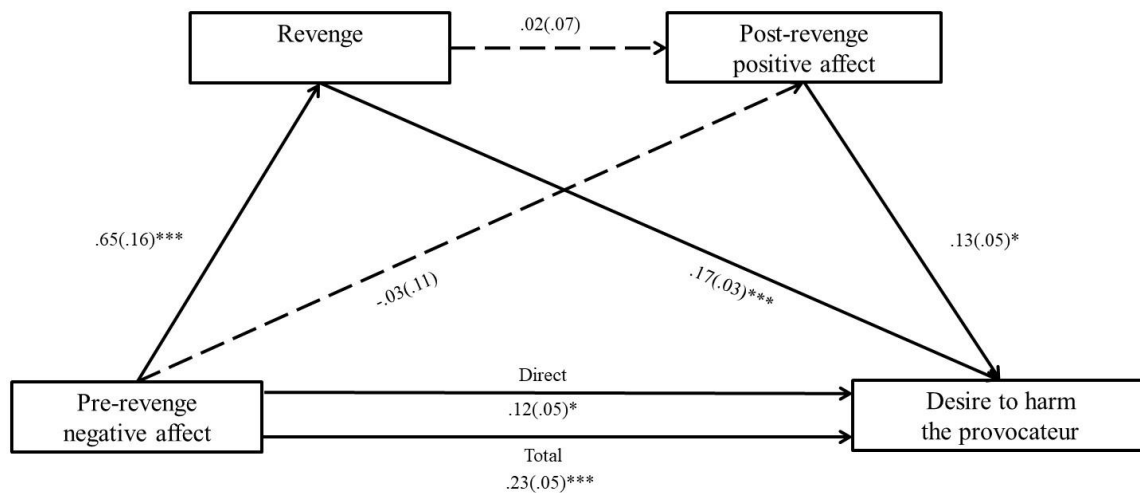 Revenge
.02(.07)
Post-revenge
positive affect
.65(.16)***
-.03(.11)
.17(.03)***
.13(.05)*
Pre-revenge
negative affect
Direct
.12(.05)*
Total
.23(.05)***
Desire to harm
the provocateur